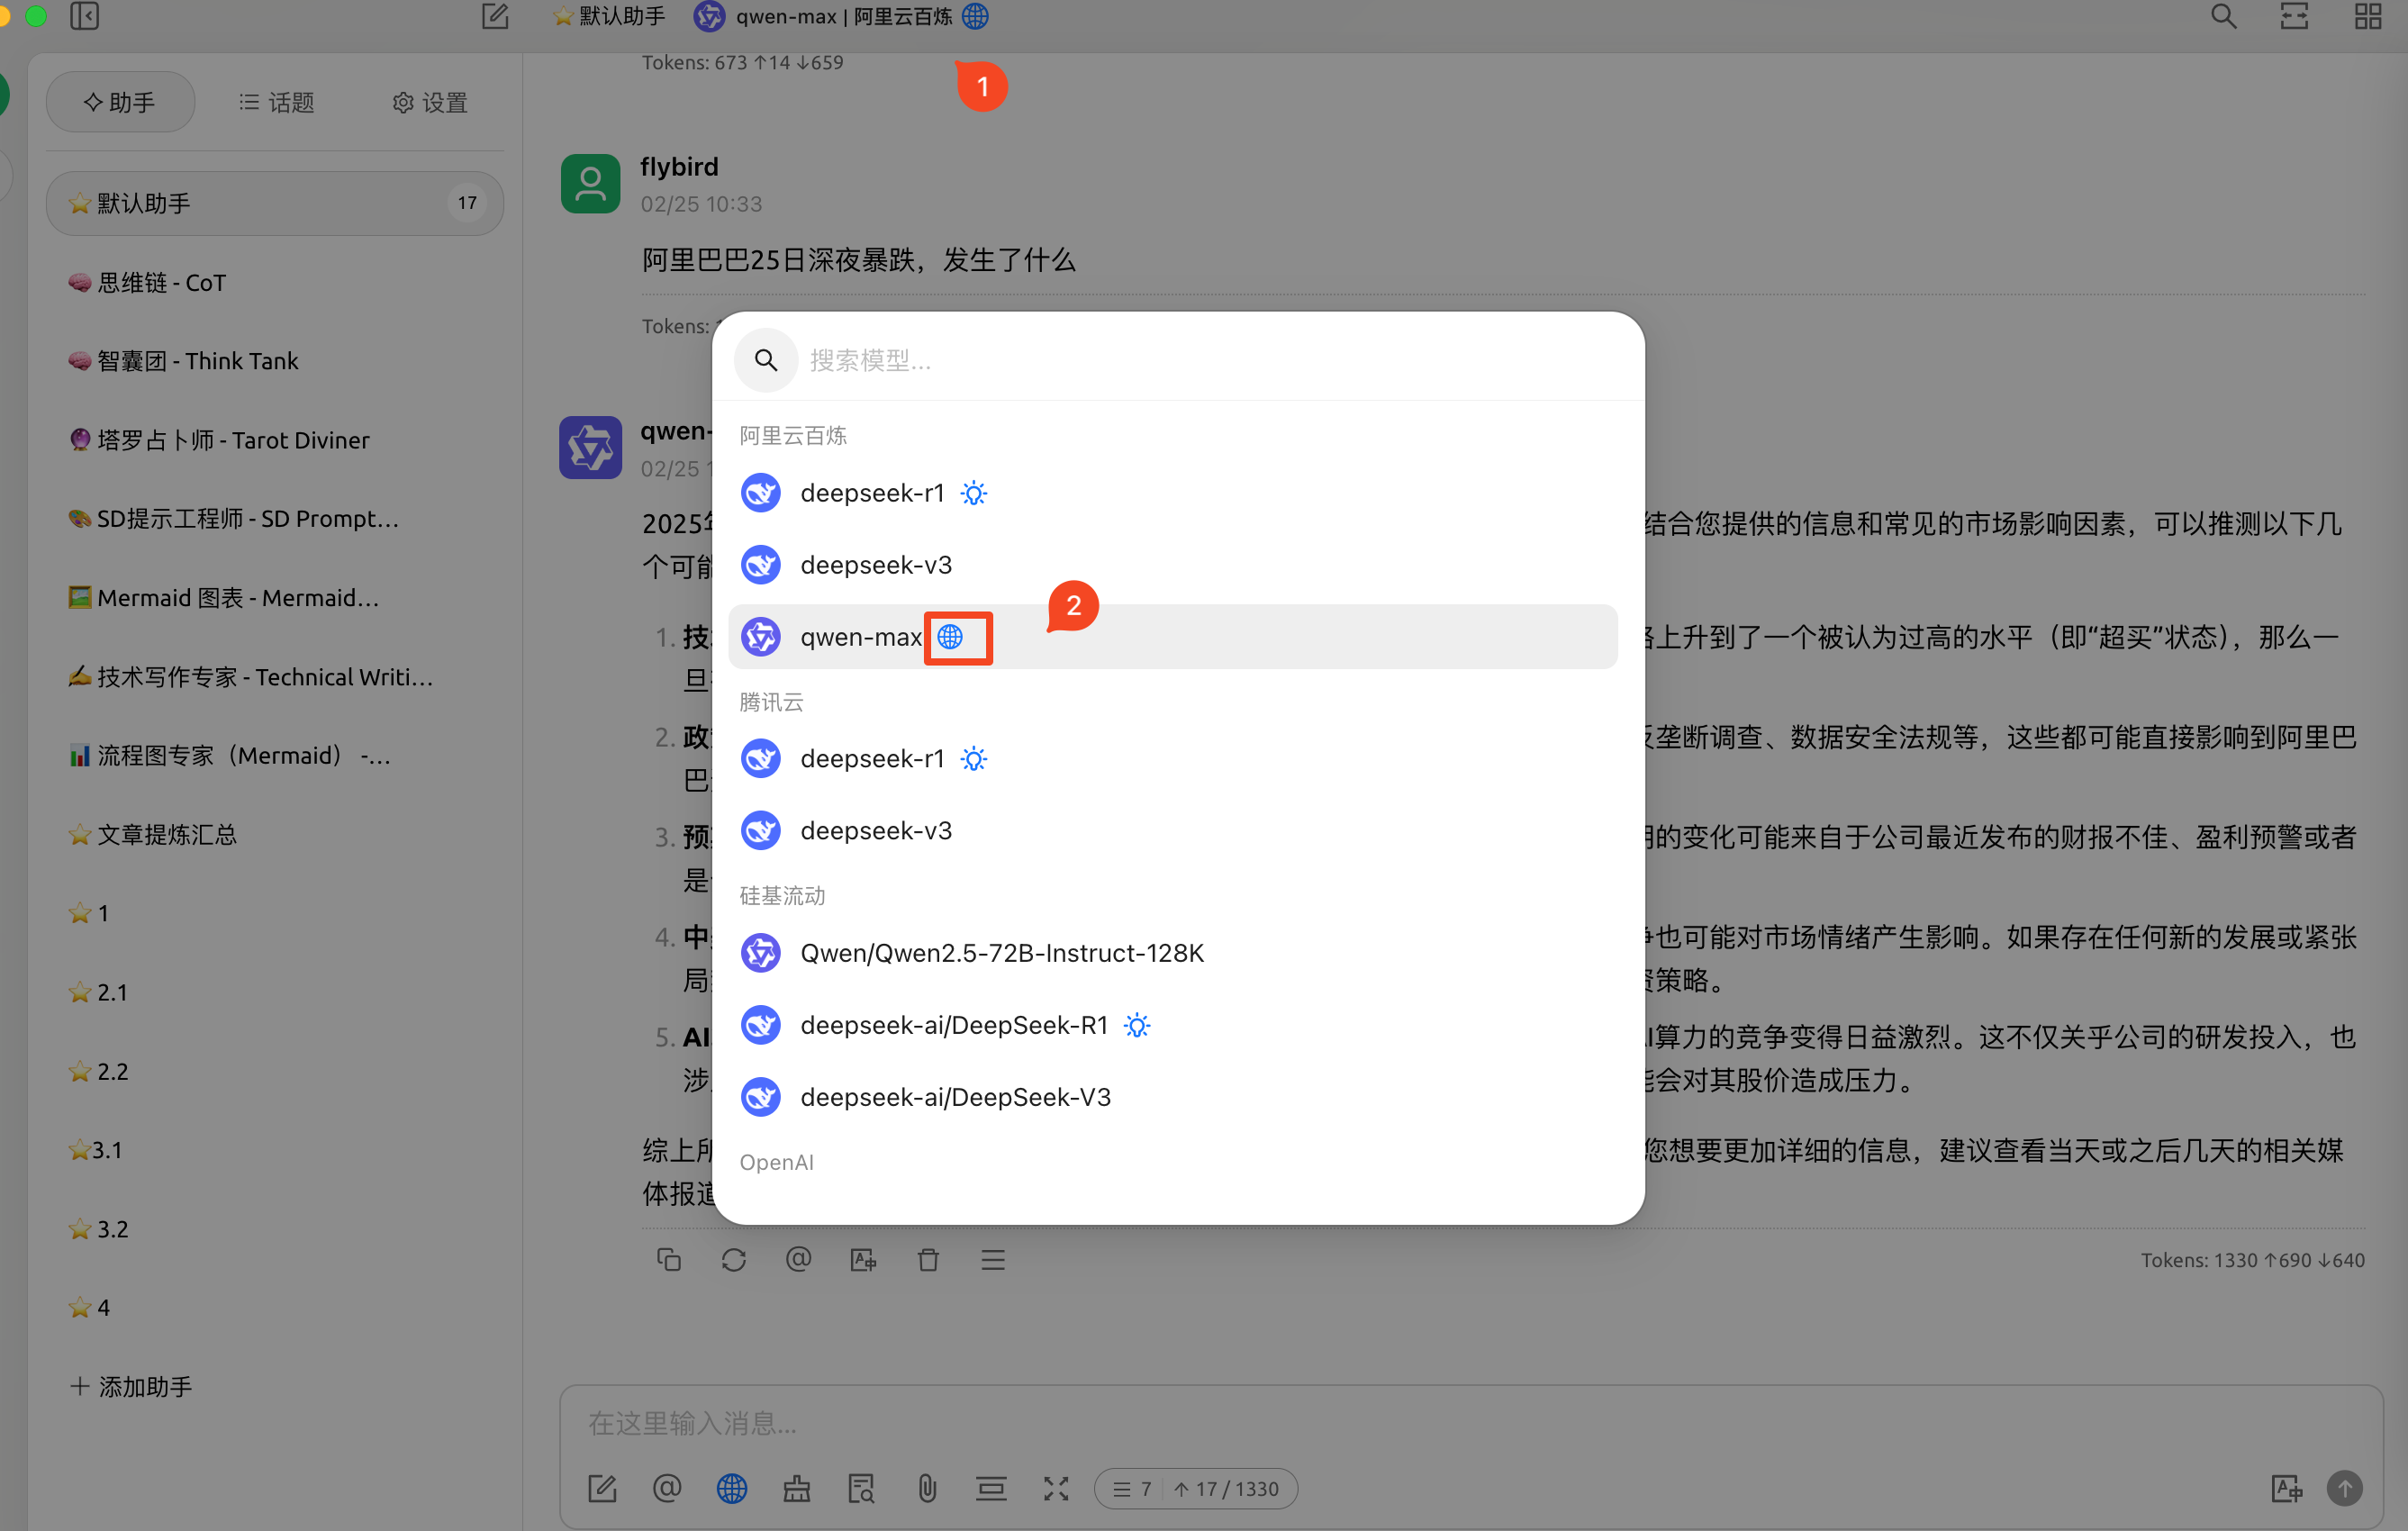 ⭐ 默认助手
qwen-max | 阿里云百炼
助手
话题
设置
⭐ 默认助手
17
🧠 思维链 - CoT
🧠 智囊团 - Think Tank
🔮 塔罗占卜师 - Tarot Diviner
🎨 SD提示工程师 - SD Prompt...
🖼️ Mermaid 图表 - Mermaid...
✍️ 技术写作专家 - Technical Writi...
📊 流程图专家（Mermaid） -...
⭐ 文章提炼汇总
⭐ 1
⭐ 2.1
⭐ 2.2
⭐3.1
⭐ 3.2
⭐ 4
+ 添加助手
Tokens: 673 ↑14 ↓659
1
flybird
02/25 10:33
阿里巴巴25日深夜暴跌，发生了什么
Tokens:
qwen-
02/25
搜索模型...
阿里云百炼
deepseek-r1
deepseek-v3
qwen-max
2
腾讯云
deepseek-r1
deepseek-v3
硅基流动
Qwen/Qwen2.5-72B-Instruct-128K
deepseek-ai/DeepSeek-R1
deepseek-ai/DeepSeek-V3
OpenAI
2025 结合您提供的信息和常见的市场影响因素，可以推测以下几
个可能
1. 技 上升到了一个被认为过高的水平（即“超买”状态），那么一
旦
2. 政 垄断调查、数据安全法规等，这些都可能直接影响到阿里巴
巴
3. 预 的变化可能来自于公司最近发布的财报不佳、盈利预警或者
是
4. 中 也可能对市场情绪产生影响。如果存在任何新的发展或紧张
局 策略。
5. AI 算力的竞争变得日益激烈。这不仅关乎公司的研发投入，也
涉 会对其股价造成压力。
综上所 您想要更加详细的信息，建议查看当天或之后几天的相关媒
体报道
Tokens: 1330 ↑690 ↓640
在这里输入消息...
7 ↑ 17 / 1330